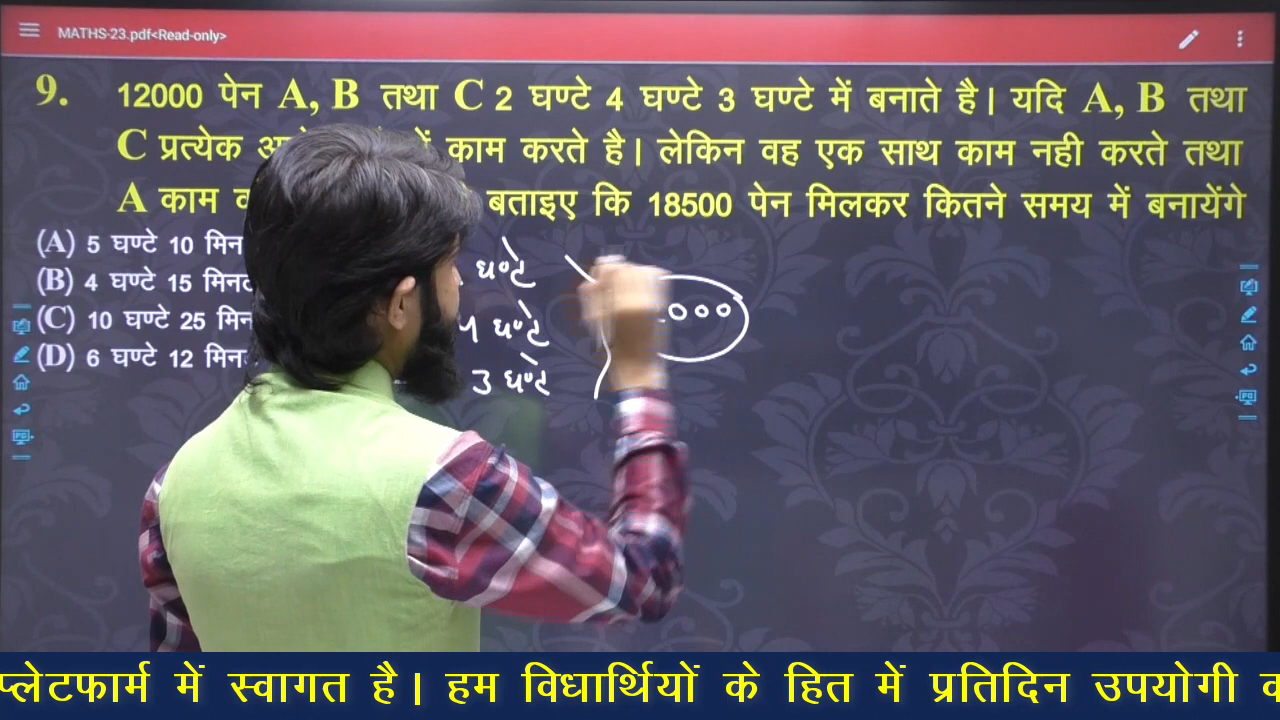 MATHS-23.pdf<Read-only>
9. 12000 पेन A, B तथा C 2 घण्टे 4 घण्टे 3 घण्टे में बनाते है। यदि A, B तथा
C प्रत्येक काम करते है। लेकिन वह एक साथ काम नही करते तथा
A काम बताइए कि 18500 पेन मिलकर कितने समय में बनायेंगे
(A) 5 घण्टे 10
(B) 4 घण्टे 15
(C) 10 घण्टे 25
(D) 6 घण्टे 12
घण्टे
4 घण्टे
3 घण्टे
000
प्लेटफार्म में स्वागत है। हम विधार्थियों के हित में प्रतिदिन उपयोगी